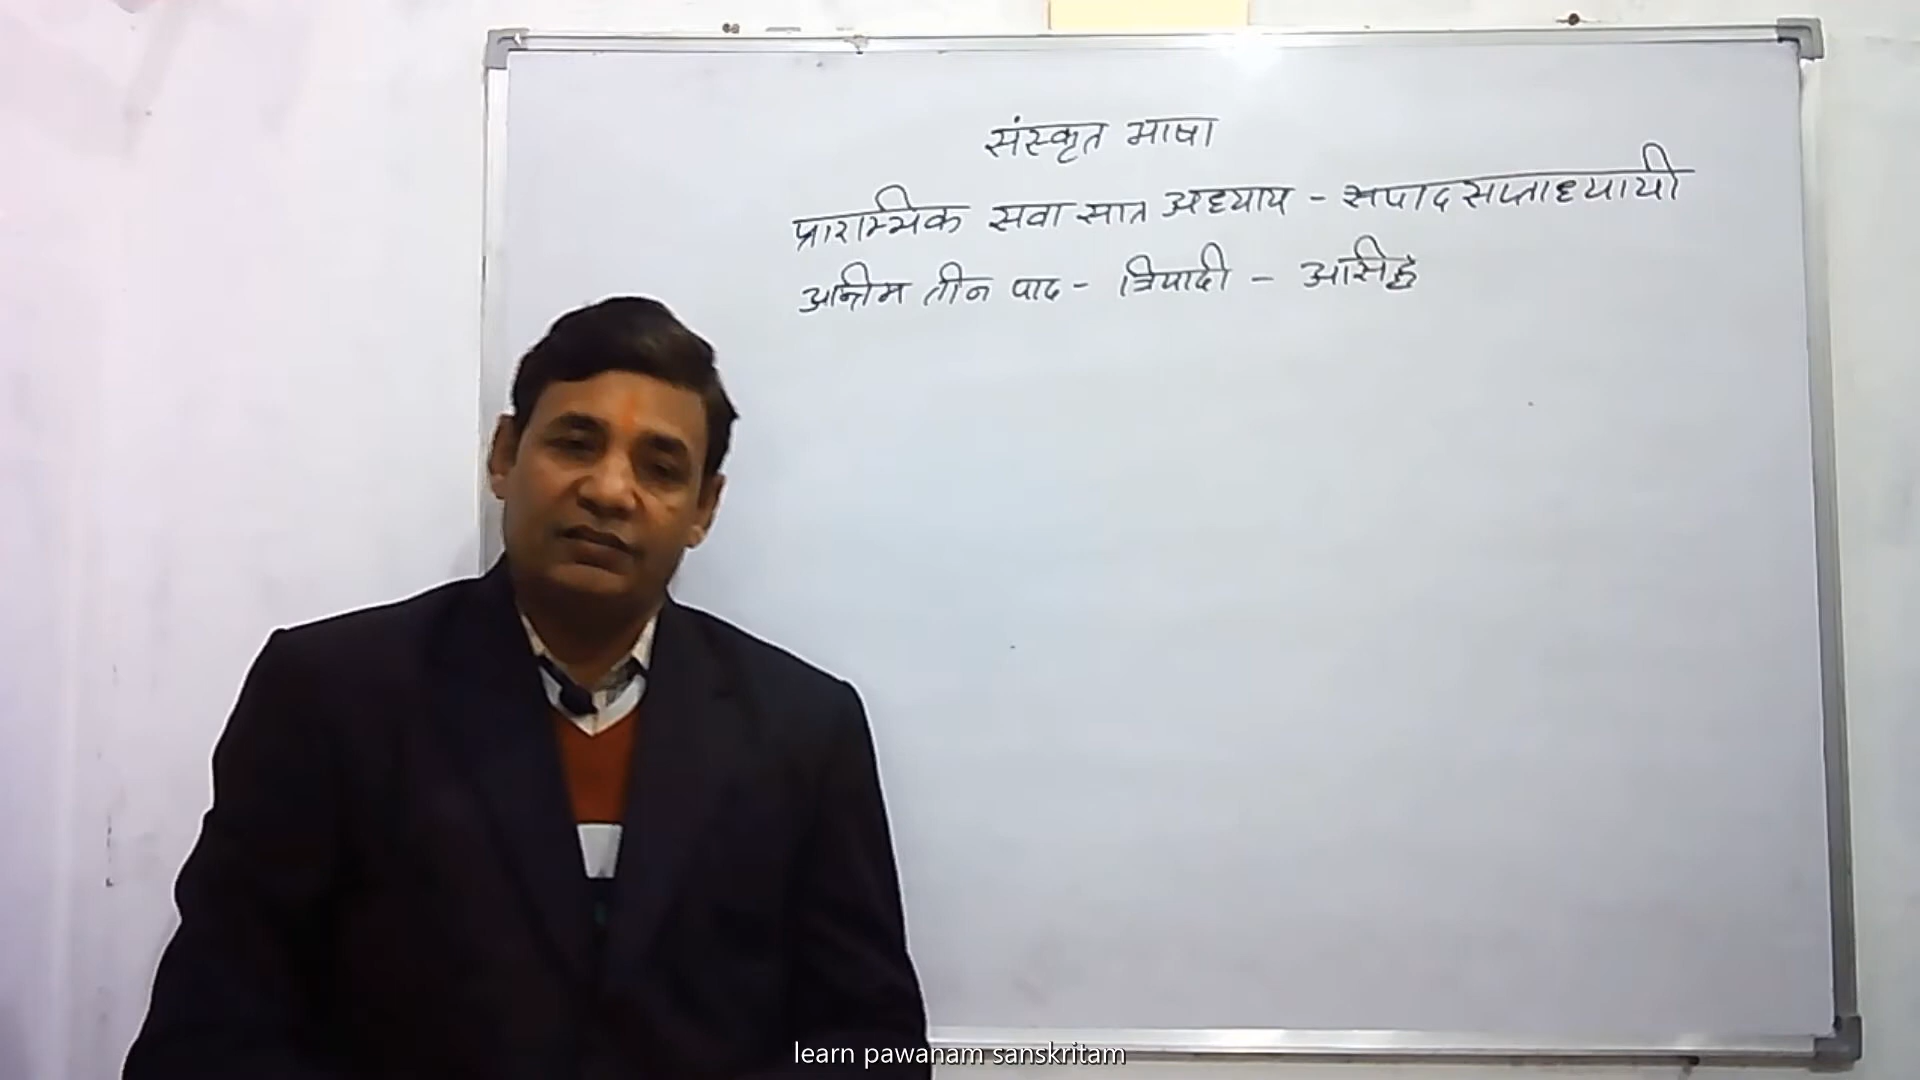 संस्कृत भाषा
प्रारम्भिक सवा सात अध्याय - सपादसप्ताध्यायी
अन्तीम तीन पाद - त्रिपादी - असिद्ध
learn pawanam sanskritam